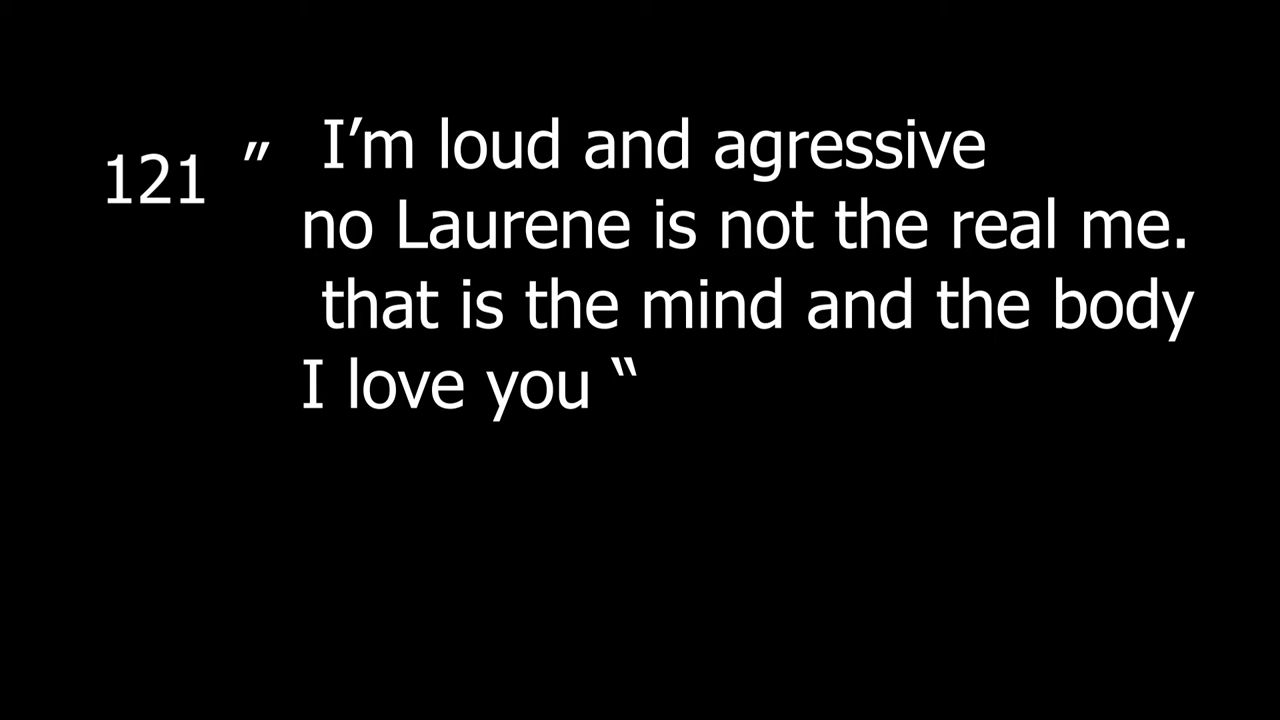 121 ” I’m loud and agressive
no Laurene is not the real me.
that is the mind and the body
I love you “